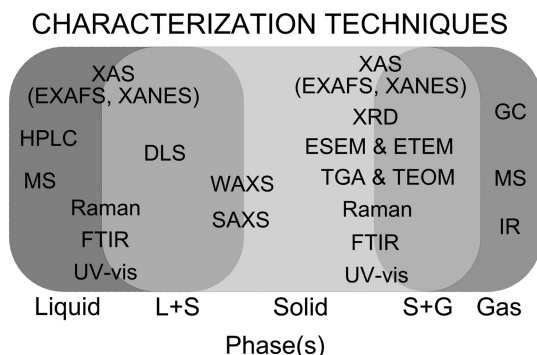 CHARACTERIZATION TECHNIQUES
XAS
(EXAFS, XANES)
HPLC
DLS
MS
WAXS
SAXS
Raman
FTIR
UV-vis
XAS
(EXAFS, XANES)
XRD
ESEM & ETEM
TGA & TEOM
Raman
FTIR
UV-vis
GC
MS
IR
Liquid L+S Solid S+G Gas
Phase(s)